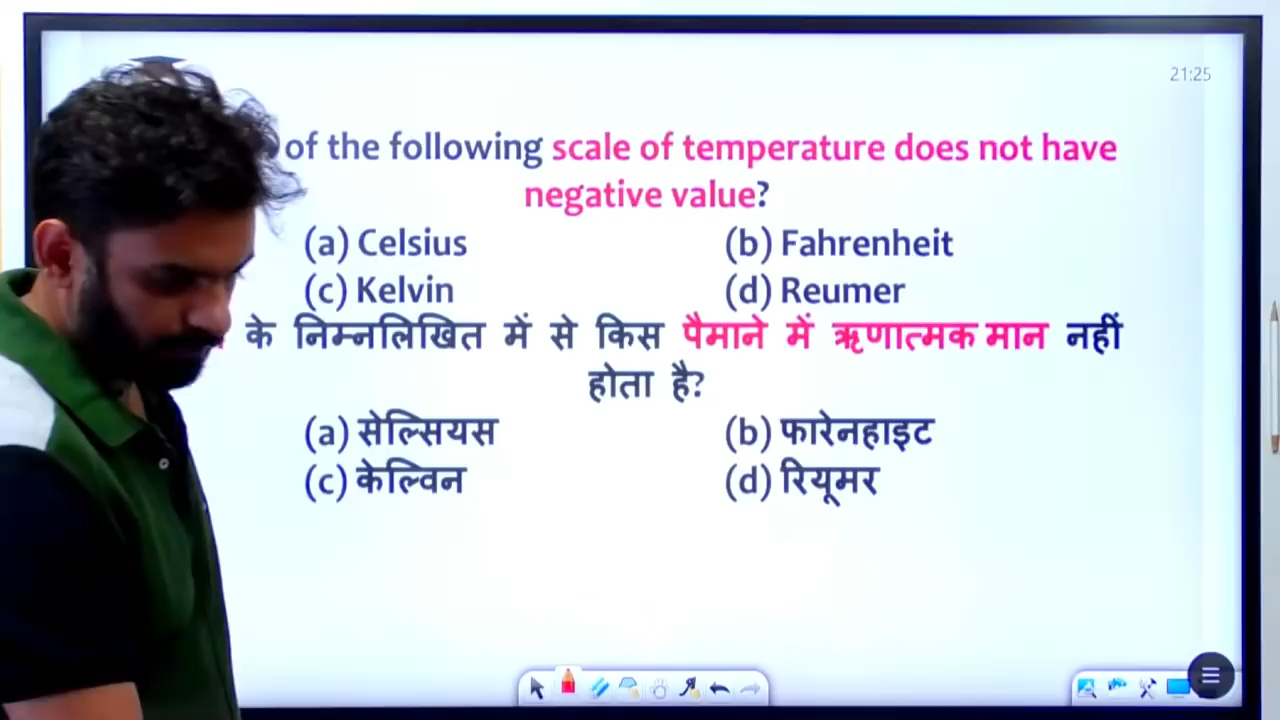 21:25
of the following scale of temperature does not have
negative value?
(a) Celsius (b) Fahrenheit
(c) Kelvin (d) Reumer
के निम्नलिखित में से किस पैमाने में ऋणात्मक मान नहीं
होता है?
(a) सेल्सियस (b) फारेनहाइट
(c) केल्विन (d) रियूमर